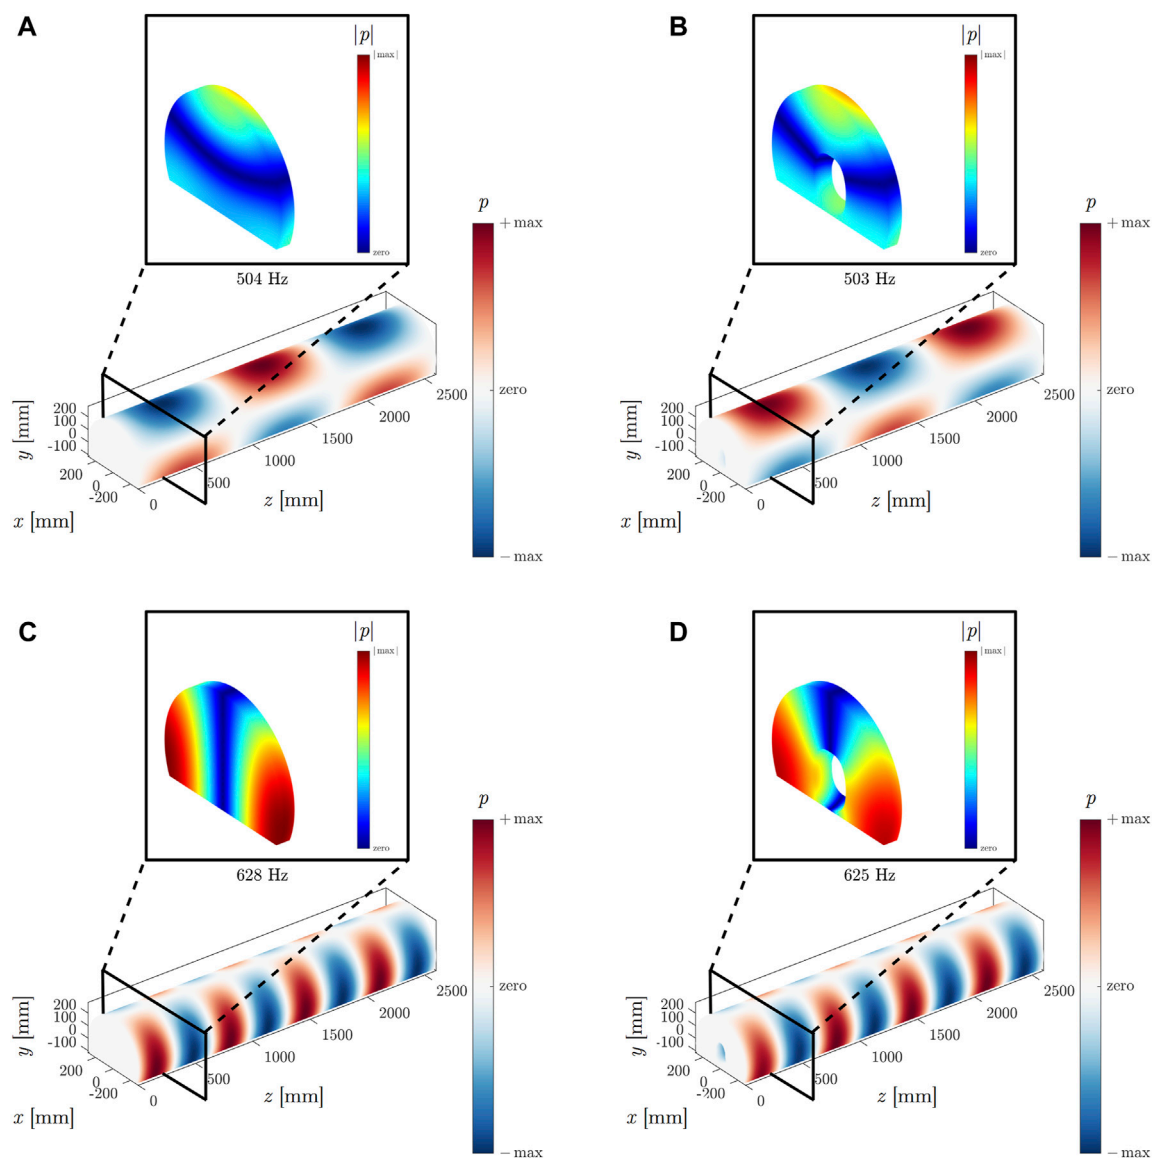 A
|p|
|max|
zero
504 Hz
p
+ max
zero
− max
200
100
0
-100
y [mm]
200
0
-200
x [mm]
0
500
1000
1500
2000
2500
z [mm]
B
|p|
|max|
zero
503 Hz
p
+ max
zero
− max
200
100
0
-100
y [mm]
200
0
-200
x [mm]
0
500
1000
1500
2000
2500
z [mm]
C
|p|
|max|
zero
628 Hz
p
+ max
zero
− max
200
100
0
-100
y [mm]
200
0
-200
x [mm]
0
500
1000
1500
2000
2500
z [mm]
D
|p|
|max|
zero
625 Hz
p
+ max
zero
− max
200
100
0
-100
y [mm]
200
0
-200
x [mm]
0
500
1000
1500
2000
2500
z [mm]